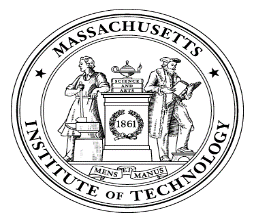 MASSACHUSETTS
SCIENCE
AND
ARTS
1861
MENS ET MANUS
INSTITUTE OF TECHNOLOGY